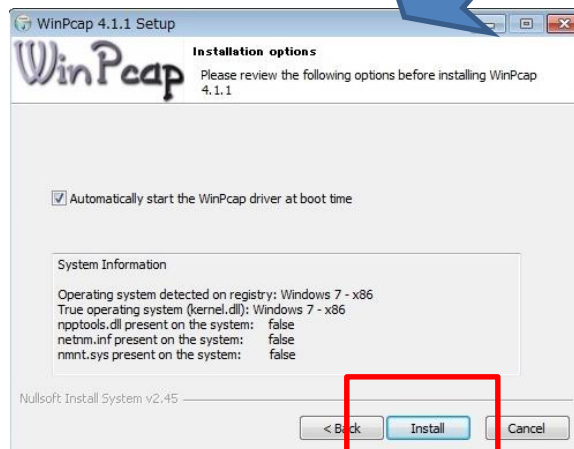 WinPcap 4.1.1 Setup
WinPcap
Installation options
Please review the following options before installing WinPcap
4.1.1
Automatically start the WinPcap driver at boot time
System Information
Operating system detected on registry: Windows 7 - x86
True operating system (kernel.dll): Windows 7 - x86
npptools.dll present on the system: false
netnm.inf present on the system: false
nmnt.sys present on the system: false
Nullsoft Install System v2.45
< Back Install Cancel